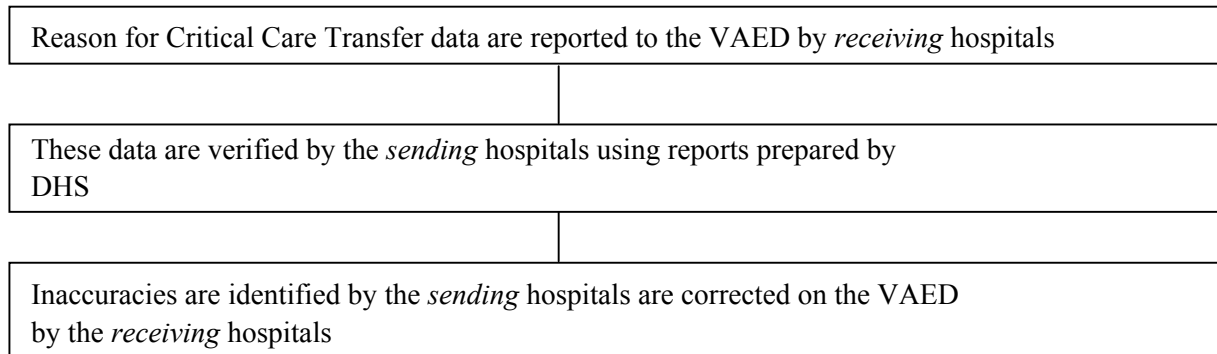 Reason for Critical Care Transfer data are reported to the VAED by receiving hospitals
These data are verified by the sending hospitals using reports prepared by
DHS
Inaccuracies are identified by the sending hospitals are corrected on the VAED
by the receiving hospitals